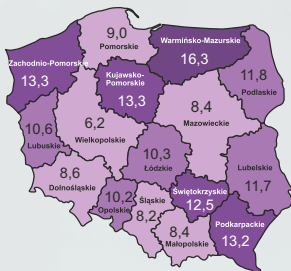 9,0
Pomorskie
Warmińsko-Mazurskie
16,3
Zachodnio-Pomorskie
13,3
Kujawsko-
Pomorskie
13,3
11,8
Podlaskie
8,4
Mazowieckie
10,6
Lubuskie
6,2
Wielkopolskie
10,3
Łódzkie
Lubelskie
11,7
8,6
Dolnośląskie
10,2
Opolskie
Śląskie
8,2
Świętokrzyskie
12,5
8,4
Małopolskie
Podkarpackie
13,2